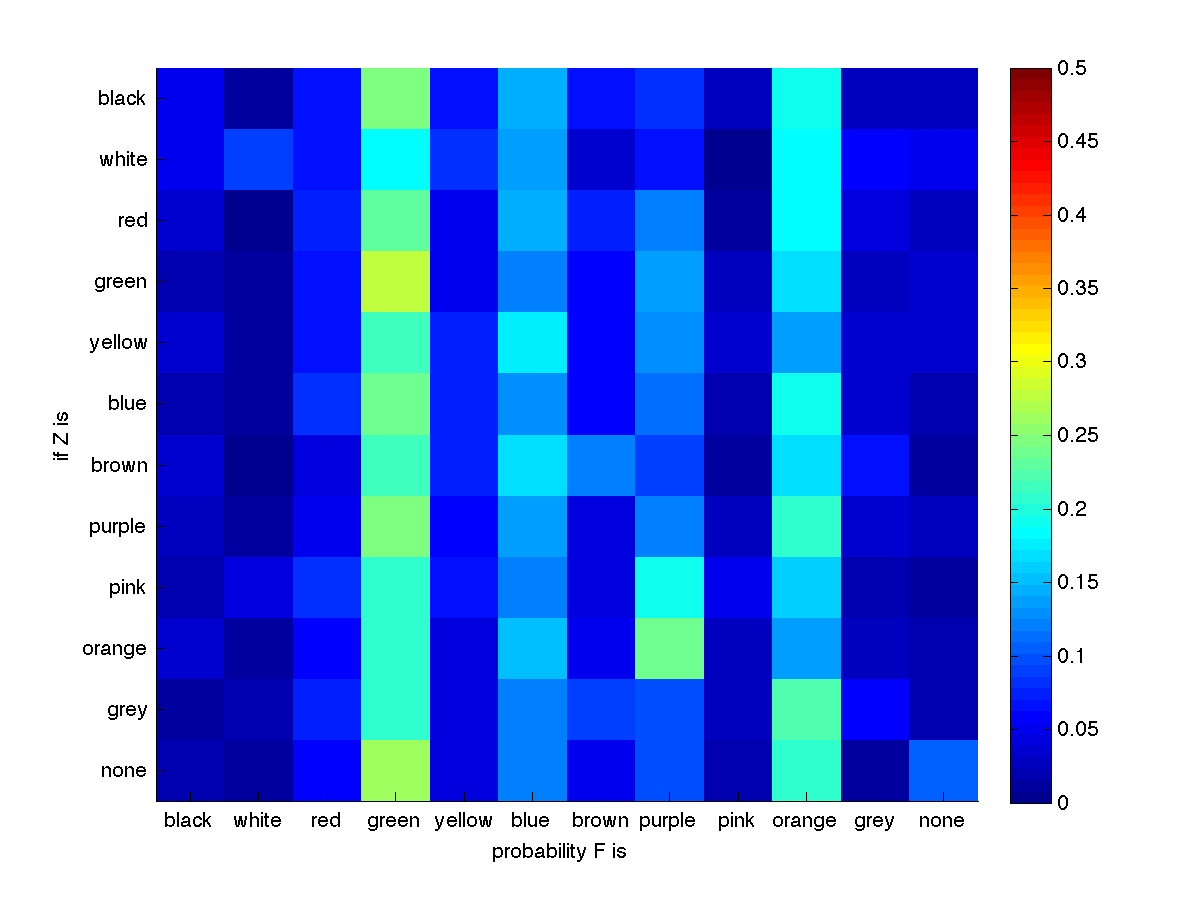 black
white
red
green
yellow
blue
brown
purple
pink
orange
grey
none
if Z is
black white red green yellow blue brown purple pink orange grey none
probability F is
0.5
0.45
0.4
0.35
0.3
0.25
0.2
0.15
0.1
0.05
0